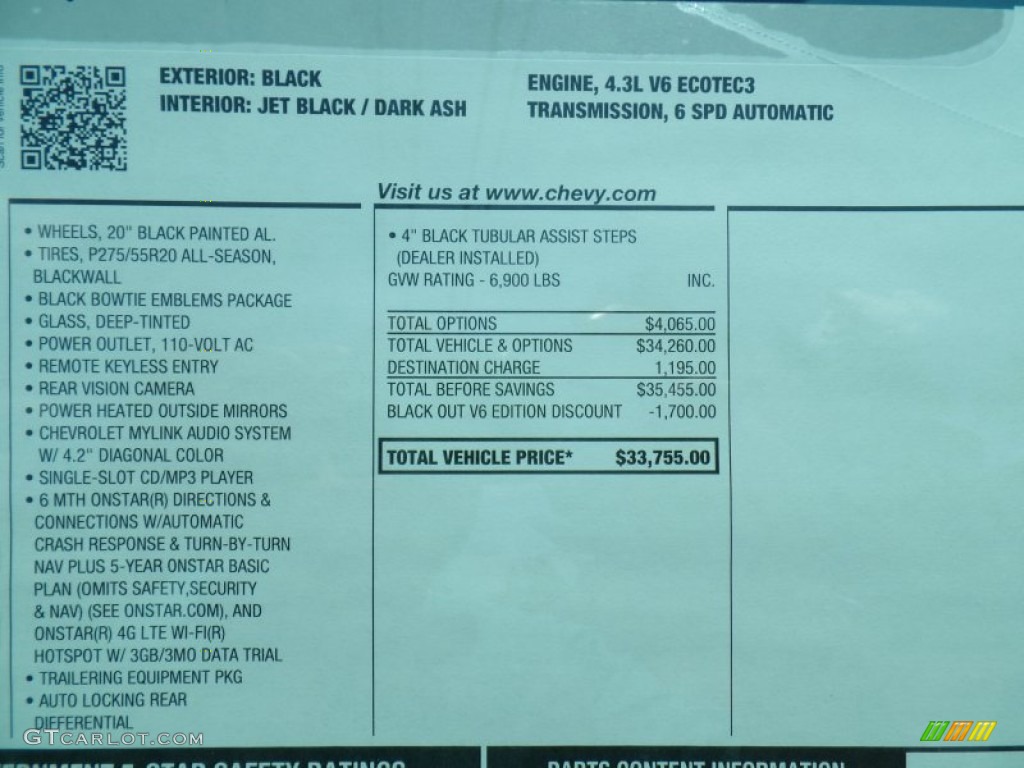 EXTERIOR: BLACK
INTERIOR: JET BLACK / DARK ASH
ENGINE, 4.3L V6 ECOTEC3
TRANSMISSION, 6 SPD AUTOMATIC
Visit us at www.chevy.com
• WHEELS, 20" BLACK PAINTED AL.
• TIRES, P275/55R20 ALL-SEASON,
BLACKWALL
• BLACK BOWTIE EMBLEMS PACKAGE
• GLASS, DEEP-TINTED
• POWER OUTLET, 110-VOLT AC
• REMOTE KEYLESS ENTRY
• REAR VISION CAMERA
• POWER HEATED OUTSIDE MIRRORS
• CHEVROLET MYLINK AUDIO SYSTEM
W/ 4.2" DIAGONAL COLOR
• SINGLE-SLOT CD/MP3 PLAYER
• 6 MTH ONSTAR(R) DIRECTIONS &
CONNECTIONS W/AUTOMATIC
CRASH RESPONSE & TURN-BY-TURN
NAV PLUS 5-YEAR ONSTAR BASIC
PLAN (OMITS SAFETY,SECURITY
& NAV) (SEE ONSTAR.COM), AND
ONSTAR(R) 4G LTE WI-FI(R)
HOTSPOT W/ 3GB/3MO DATA TRIAL
• TRAILERING EQUIPMENT PKG
• AUTO LOCKING REAR
DIFFERENTIAL
• 4" BLACK TUBULAR ASSIST STEPS
(DEALER INSTALLED)
GVW RATING - 6,900 LBS INC.
TOTAL OPTIONS $4,065.00
TOTAL VEHICLE & OPTIONS $34,260.00
DESTINATION CHARGE 1,195.00
TOTAL BEFORE SAVINGS $35,455.00
BLACK OUT V6 EDITION DISCOUNT -1,700.00
TOTAL VEHICLE PRICE* $33,755.00
GTcarlot.com
5-STAR SAFETY RATINGS
PARTS CONTENT INFORMATION